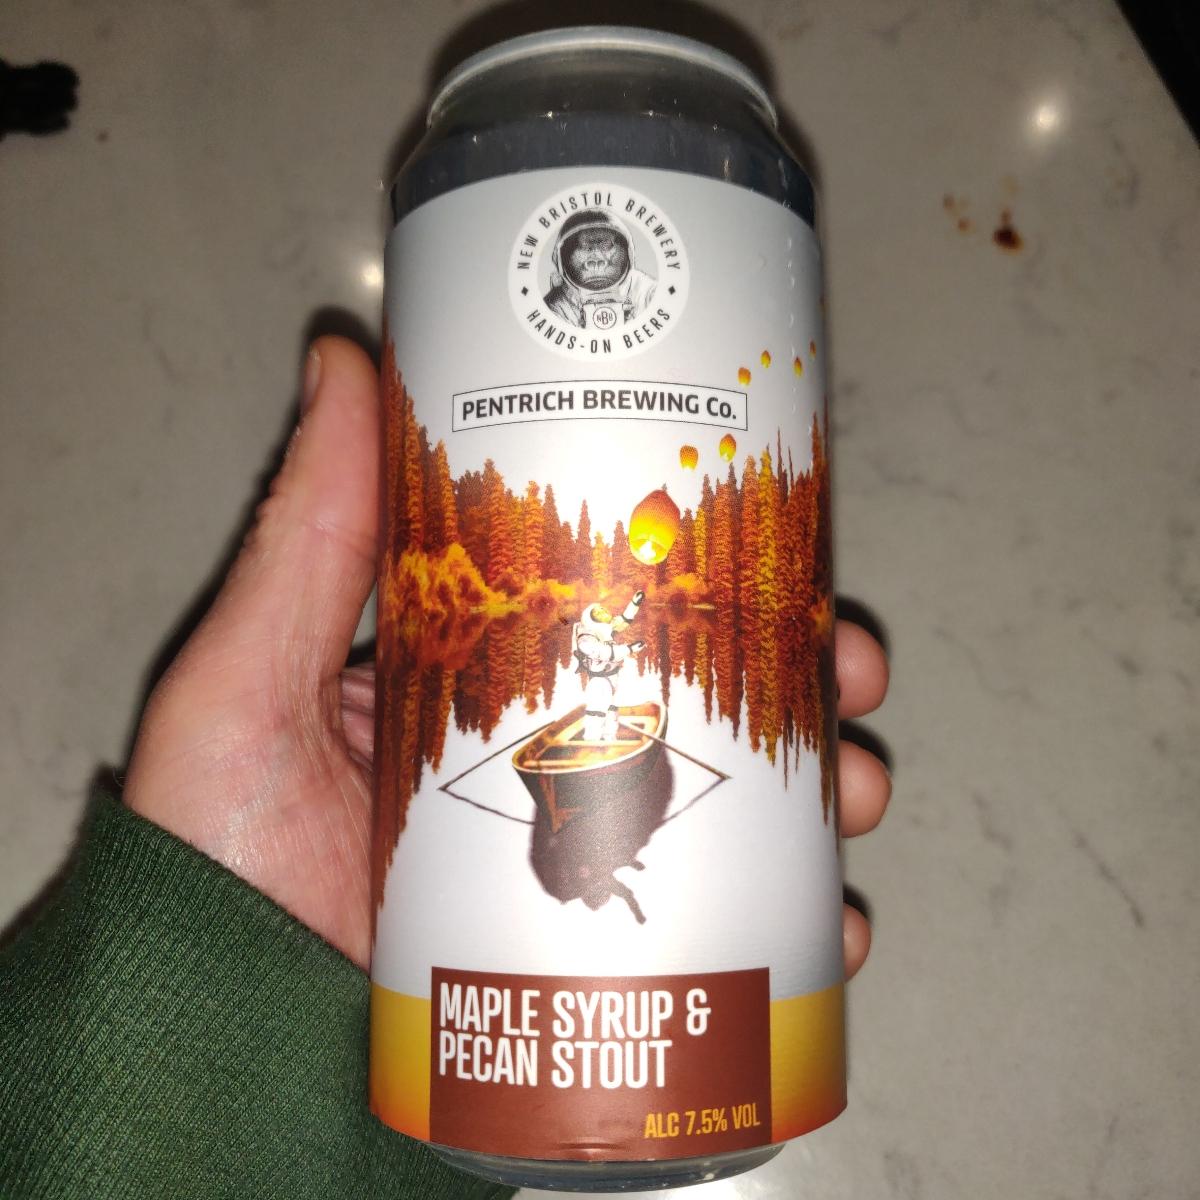 NEW BRISTOL BREWERY
HANDS-ON BEERS
NBB
PENTRICH BREWING Co.
MAPLE SYRUP &
PECAN STOUT
ALC 7.5% VOL